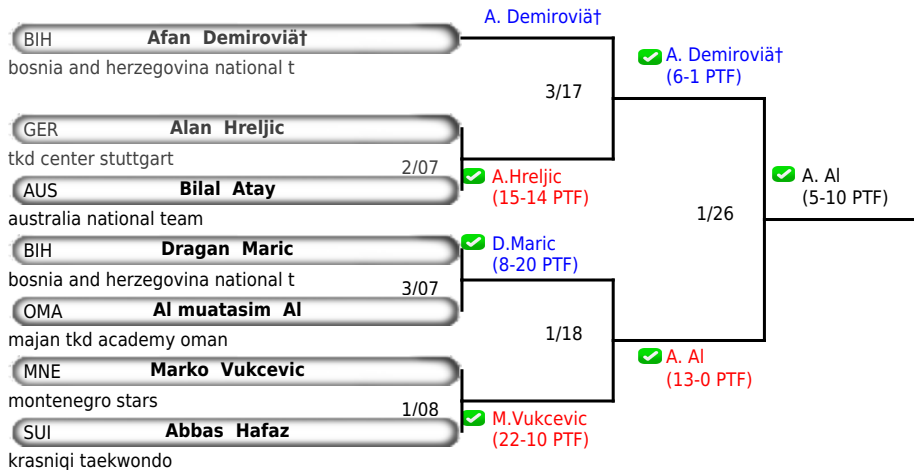 A. Demiroviä†
BIH Afan Demiroviä†
bosnia and herzegovina national t
A. Demiroviä†
(6-1 PTF)
3/17
GER Alan Hreljic
tkd center stuttgart
2/07
A.Hreljic
(15-14 PTF)
AUS Bilal Atay
australia national team
A. Al
(5-10 PTF)
1/26
BIH Dragan Maric
bosnia and herzegovina national t
D.Maric
(8-20 PTF)
3/07
OMA Al muatasim Al
majan tkd academy oman
1/18
A. Al
(13-0 PTF)
MNE Marko Vukcevic
montenegro stars
1/08
M.Vukcevic
(22-10 PTF)
SUI Abbas Hafaz
krasniqi taekwondo